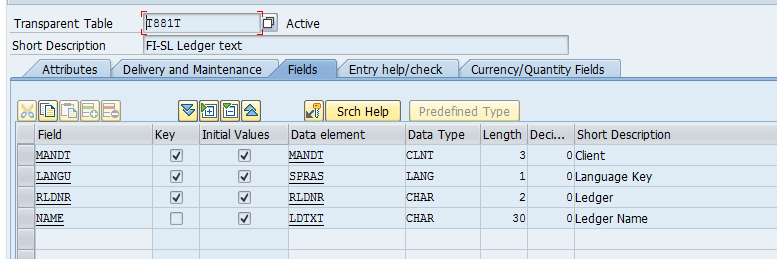 Transparent Table T881T Active
Short Description FI-SL Ledger text
Attributes Delivery and Maintenance Fields Entry help/check Currency/Quantity Fields
Srch Help Predefined Type
Field Key Initial Values Data element Data Type Length Deci... Short Description
MANDT MANDT CLNT 3 0 Client
LANGU SPRAS LANG 1 0 Language Key
RLDNR RLDNR CHAR 2 0 Ledger
NAME LDTXT CHAR 30 0 Ledger Name